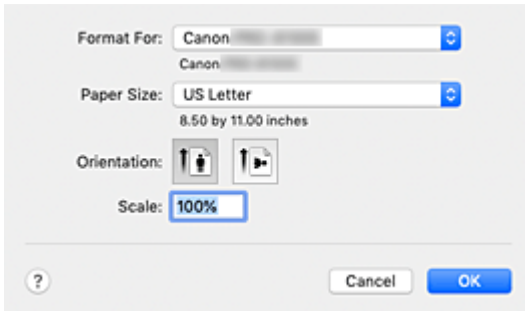 Format For: Canon
Canon
Paper Size: US Letter
8.50 by 11.00 inches
Orientation:
Scale: 100%
? Cancel OK